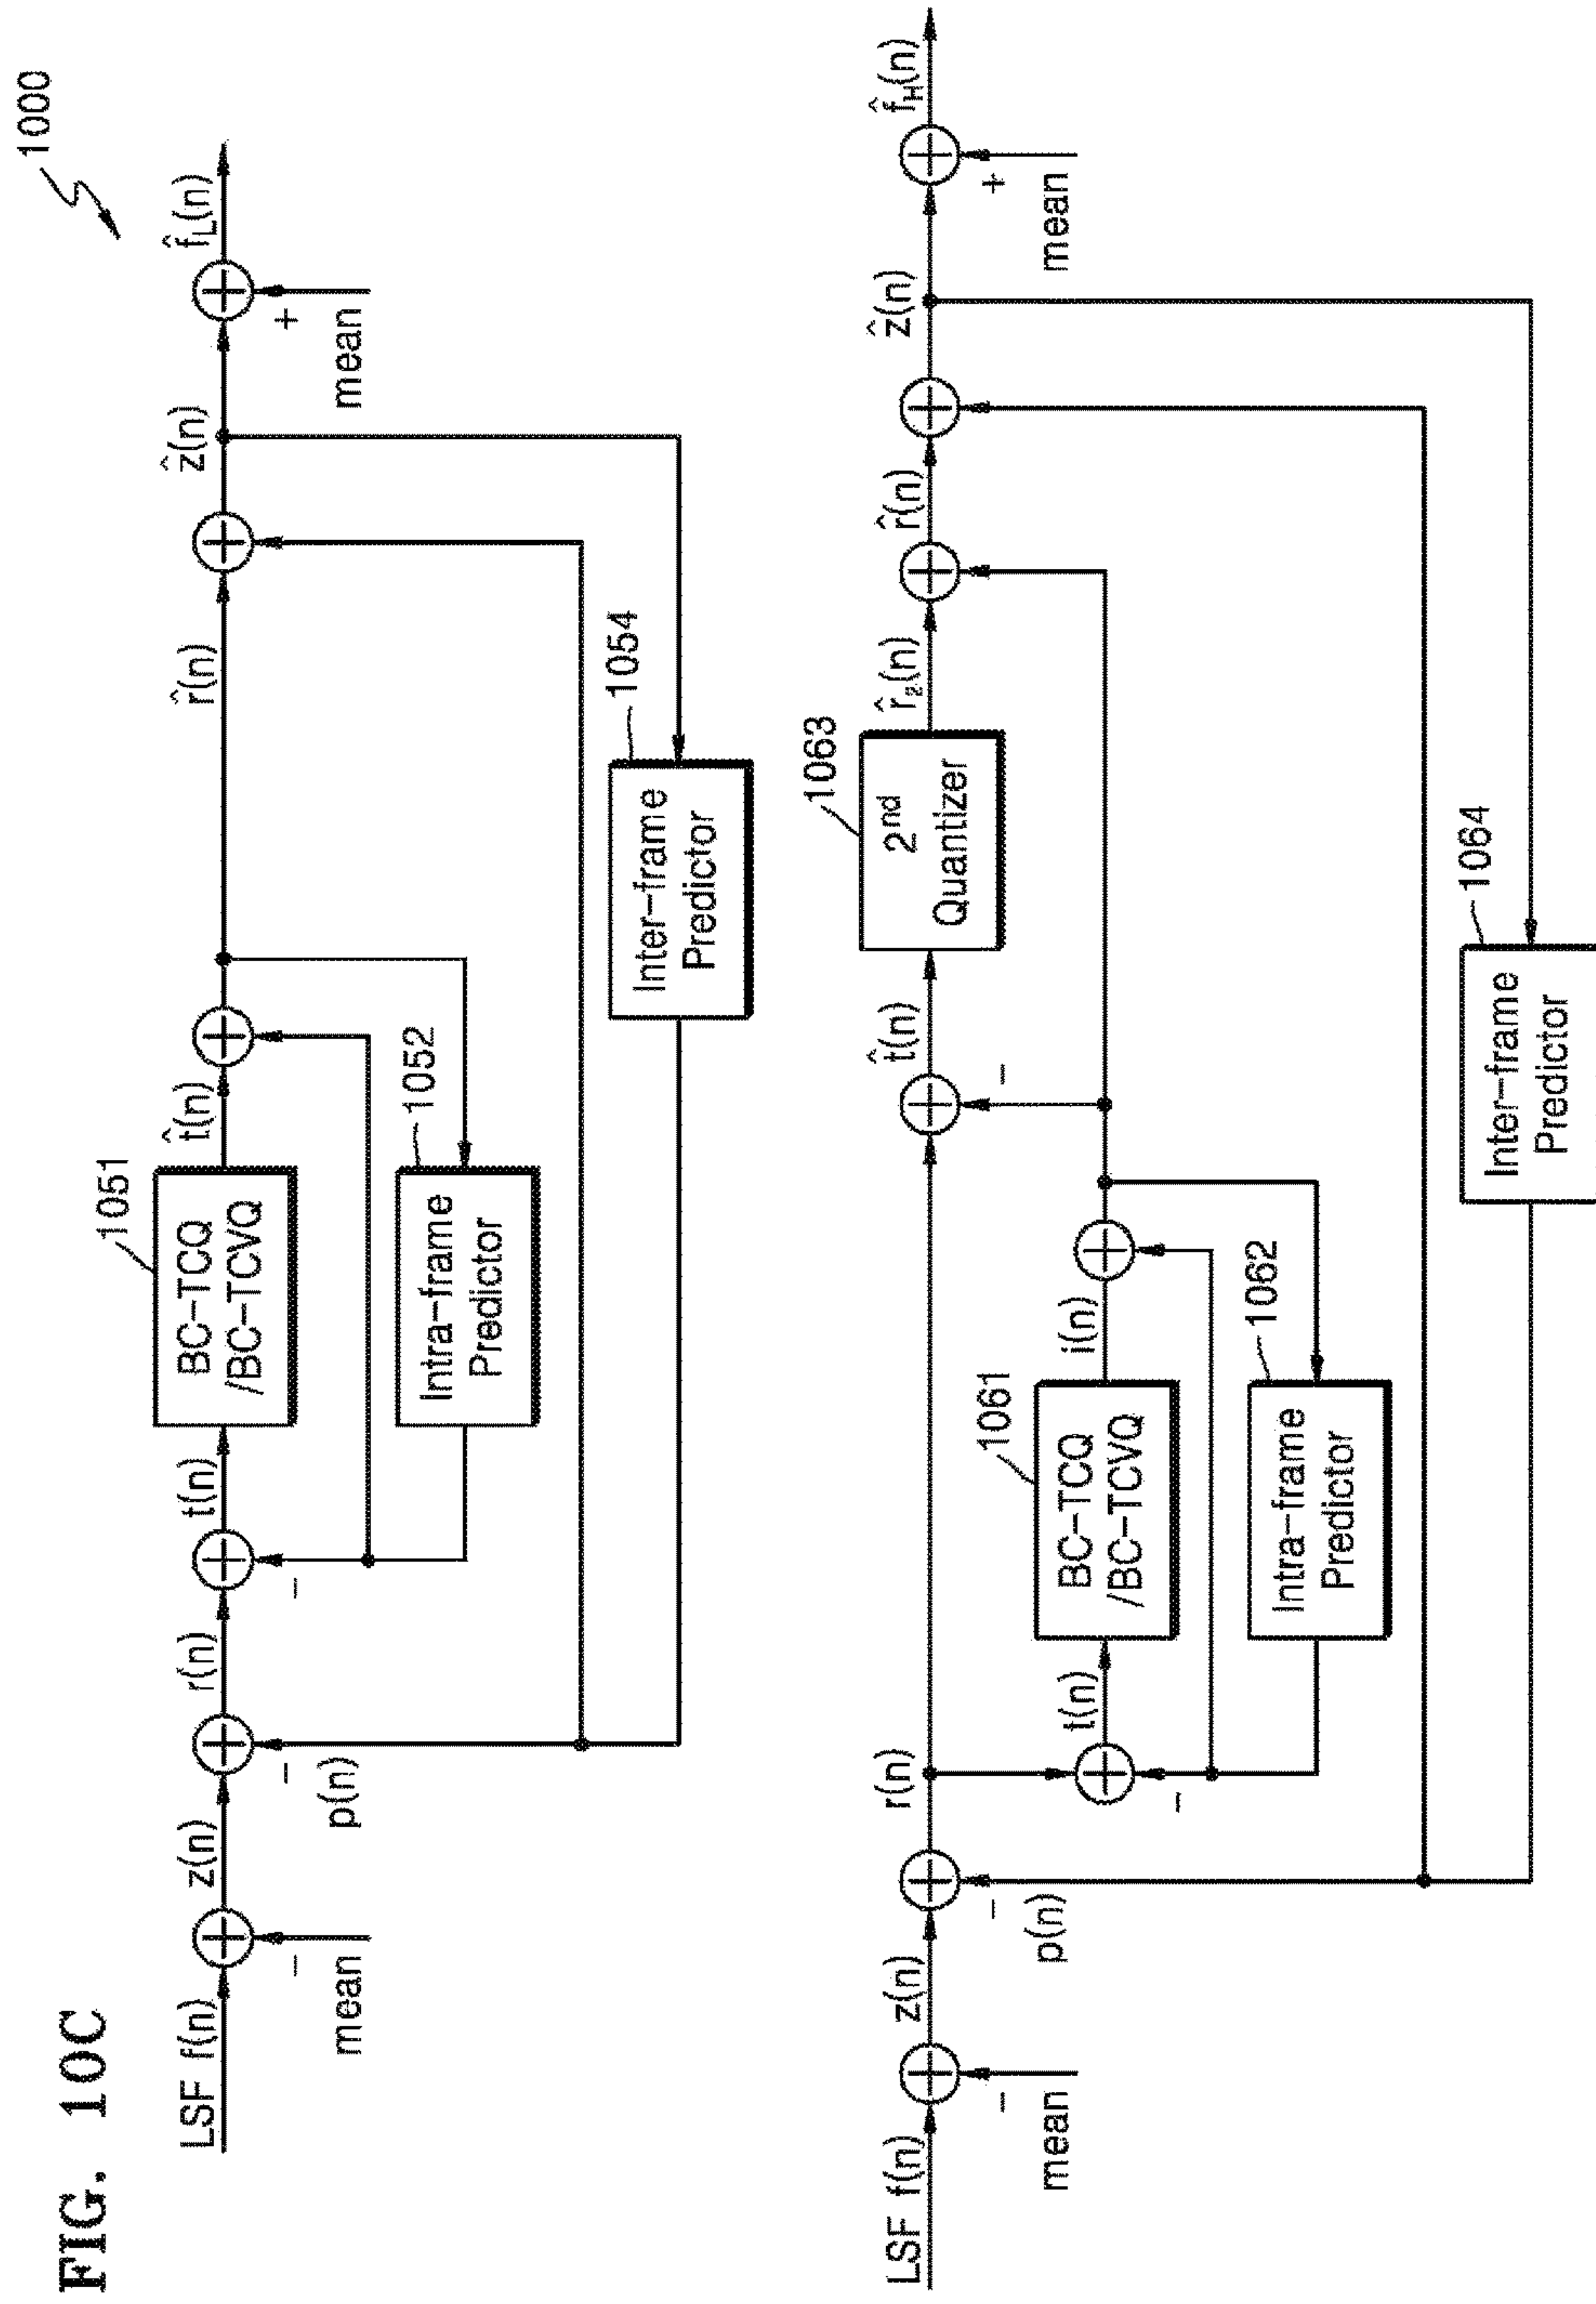 FIG. 10C
1000
LSF f(n)
mean
−
z(n)
−
p(n)
r(n)
−
t(n)
1051
BC−TCQ
/BC−TCVQ
t̂(n)
1052
Intra−frame
Predictor
r̂(n)
1054
Inter−frame
Predictor
ẑ(n)
+
mean
f̂L(n)
LSF f(n)
mean
−
z(n)
−
p(n)
r(n)
−
t(n)
1061
BC−TCQ
/BC−TCVQ
i(n)
1062
Intra−frame
Predictor
−
t̂(n)
1063
2nd
Quantizer
r̂2(n)
r̂(n)
1064
Inter−frame
Predictor
ẑ(n)
+
mean
f̂H(n)